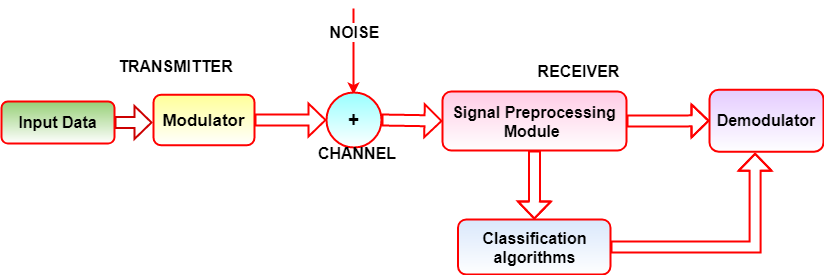 NOISE
TRANSMITTER
RECEIVER
Input Data
Modulator
+
CHANNEL
Signal Preprocessing
Module
Demodulator
Classification
algorithms